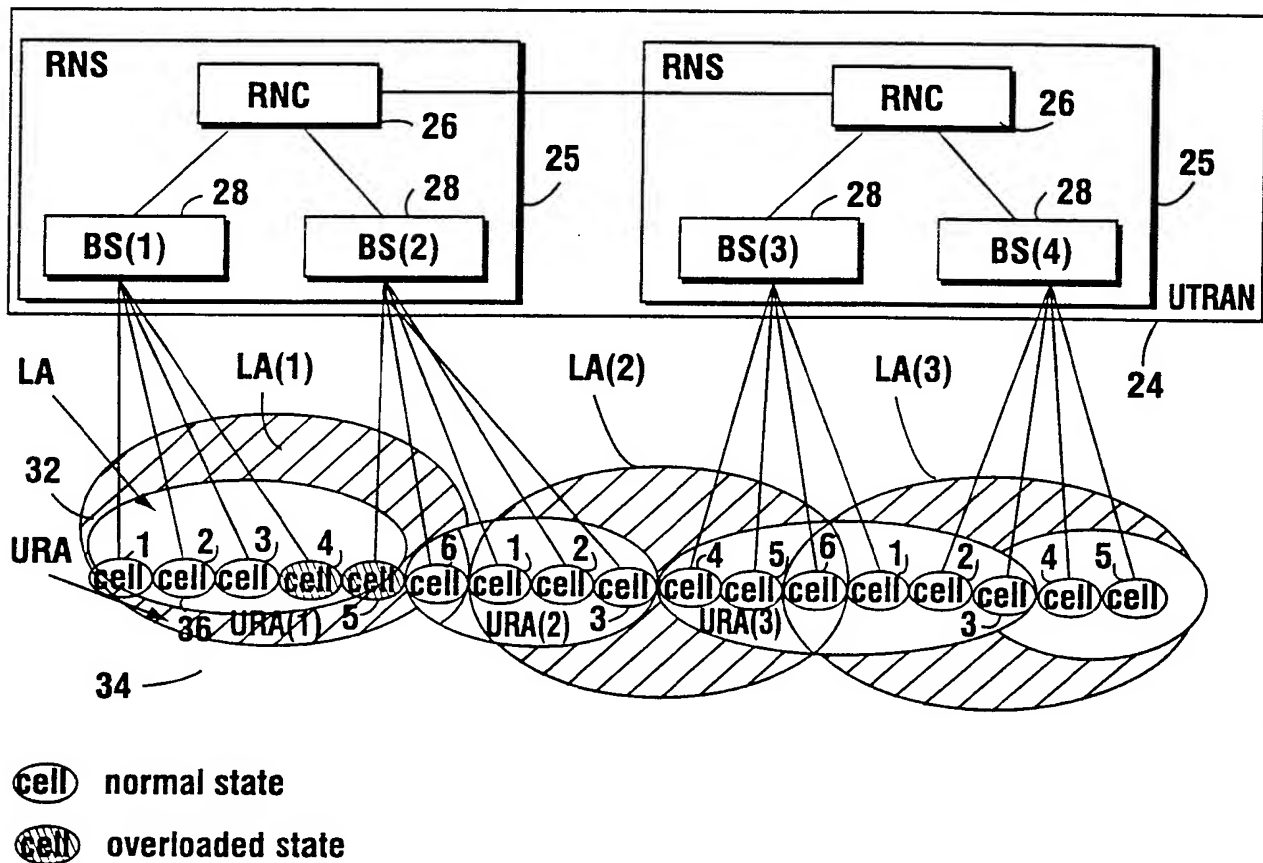 RNS
RNC
26
28
BS(1)
28
BS(2)
25
RNS
RNC
26
28
BS(3)
28
BS(4)
25
UTRAN
24
LA
LA(1)
LA(2)
LA(3)
32
URA
1
2
3
4
6
1
2
4
5
6
1
2
4
5
cell cell cell cell cell cell cell cell cell cell cell cell cell cell cell cell cell
36
URA(1)
5
URA(2)
3
URA(3)
3
34
cell normal state
cell overloaded state